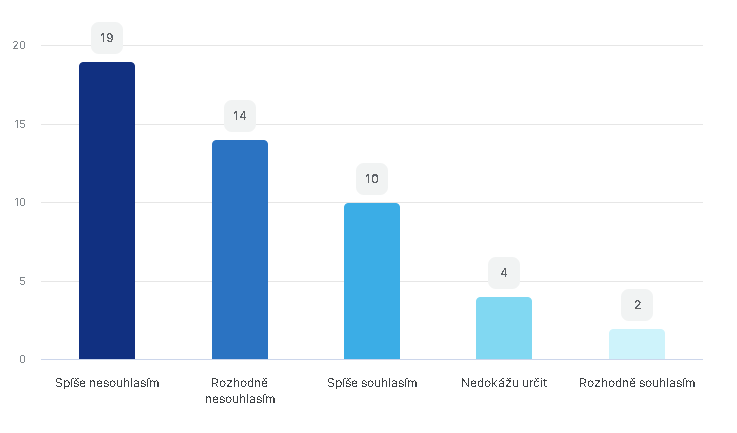 19
20
14
15
10
10
4
5
2
0
Spíše nesouhlasím
Rozhodně
nesouhlasím
Spíše souhlasím
Nedokážu určit
Rozhodně souhlasím